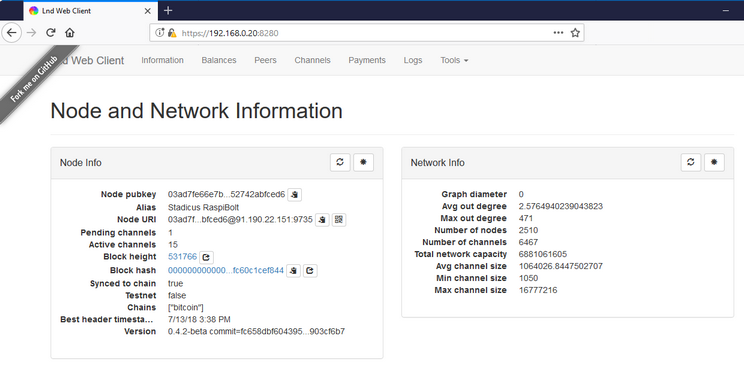 Lnd Web Client
https://192.168.0.20:8280
Fork me on GitHub
nd Web Client Information Balances Peers Channels Payments Logs Tools
Node and Network Information
Node Info
Node pubkey 03ad7fe66e7b...52742abfced6
Alias Stadicus RaspiBolt
Node URI 03ad7f...bfced6@91.190.22.151:9735
Pending channels 1
Active channels 15
Block height 531766
Block hash 000000000000...fc60c1cef844
Synced to chain true
Testnet false
Chains ["bitcoin"]
Best header timesta... 7/13/18 3:38 PM
Version 0.4.2-beta commit=fc658dbf604395...903cf6b7
Network Info
Graph diameter 0
Avg out degree 2.5764940239043823
Max out degree 471
Number of nodes 2510
Number of channels 6467
Total network capacity 6881061605
Avg channel size 1064026.8447502707
Min channel size 1050
Max channel size 16777216